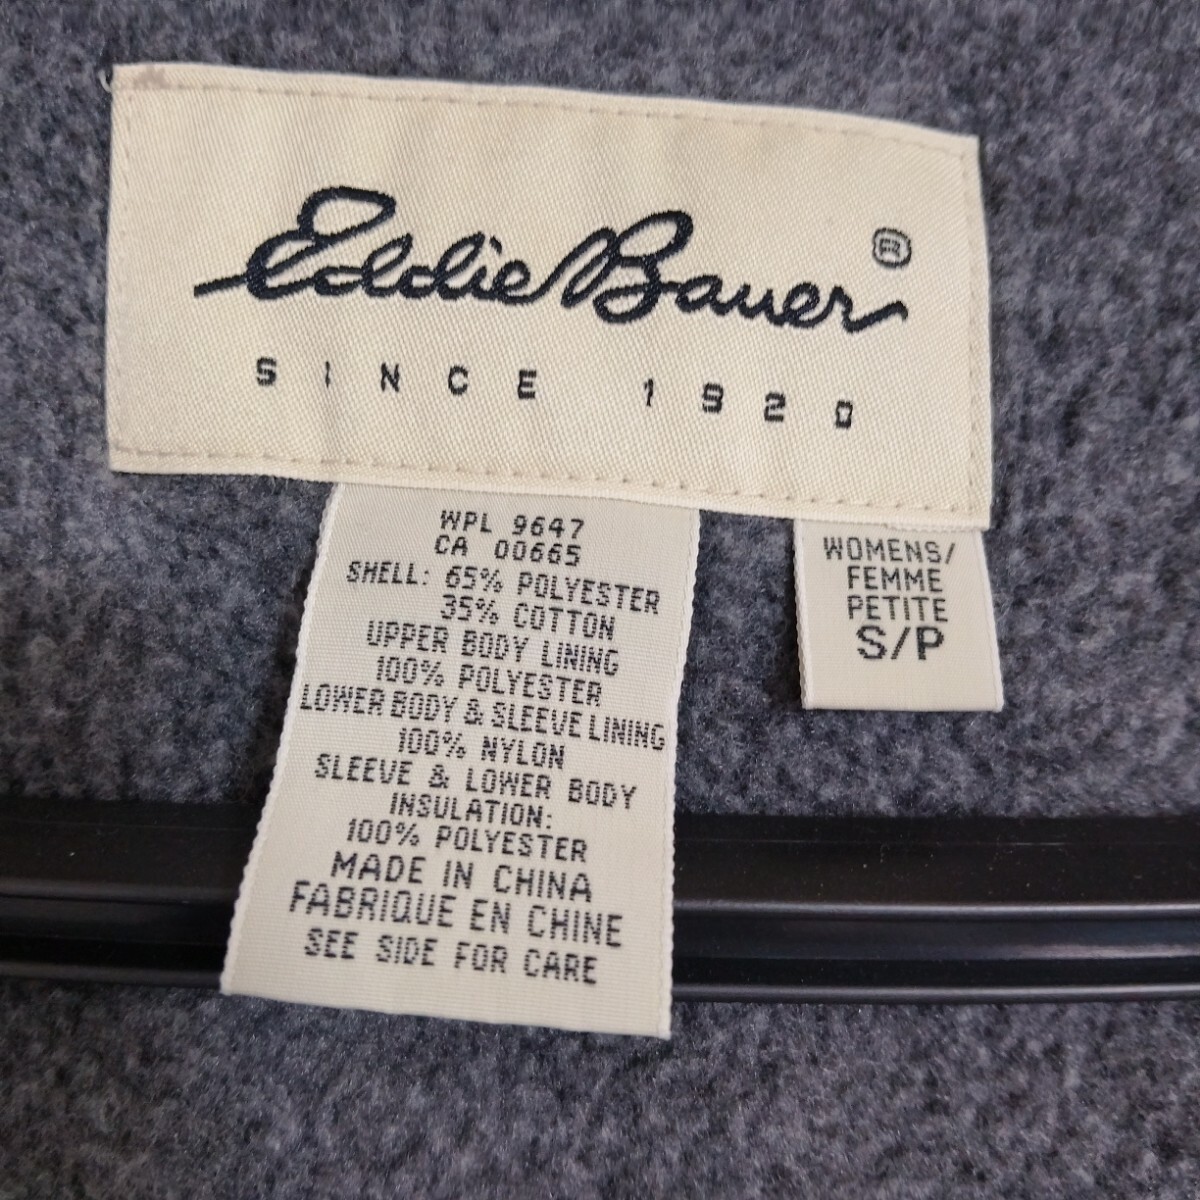 Eddie Bauer ®
SINCE 1920
WPL 9647
CA 00665
SHELL: 65% POLYESTER
35% COTTON
UPPER BODY LINING
100% POLYESTER
LOWER BODY & SLEEVE LINING
100% NYLON
SLEEVE & LOWER BODY
INSULATION:
100% POLYESTER
MADE IN CHINA
FABRIQUE EN CHINE
SEE SIDE FOR CARE
WOMENS/
FEMME
PETITE
S/P